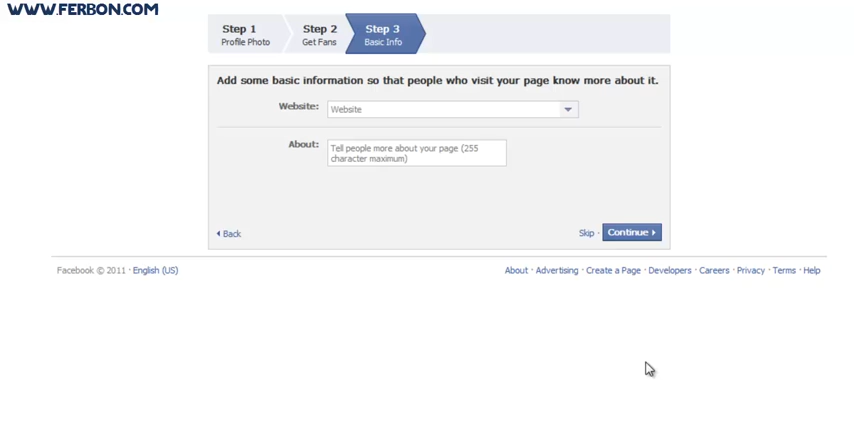 WWW.FERBON.COM
Step 1
Profile Photo
Step 2
Get Fans
Step 3
Basic Info
Add some basic information so that people who visit your page know more about it.
Website: Website
About: Tell people more about your page (255
character maximum)
Back
Skip · Continue
Facebook © 2011 · English (US)
About · Advertising · Create a Page · Developers · Careers · Privacy · Terms · Help